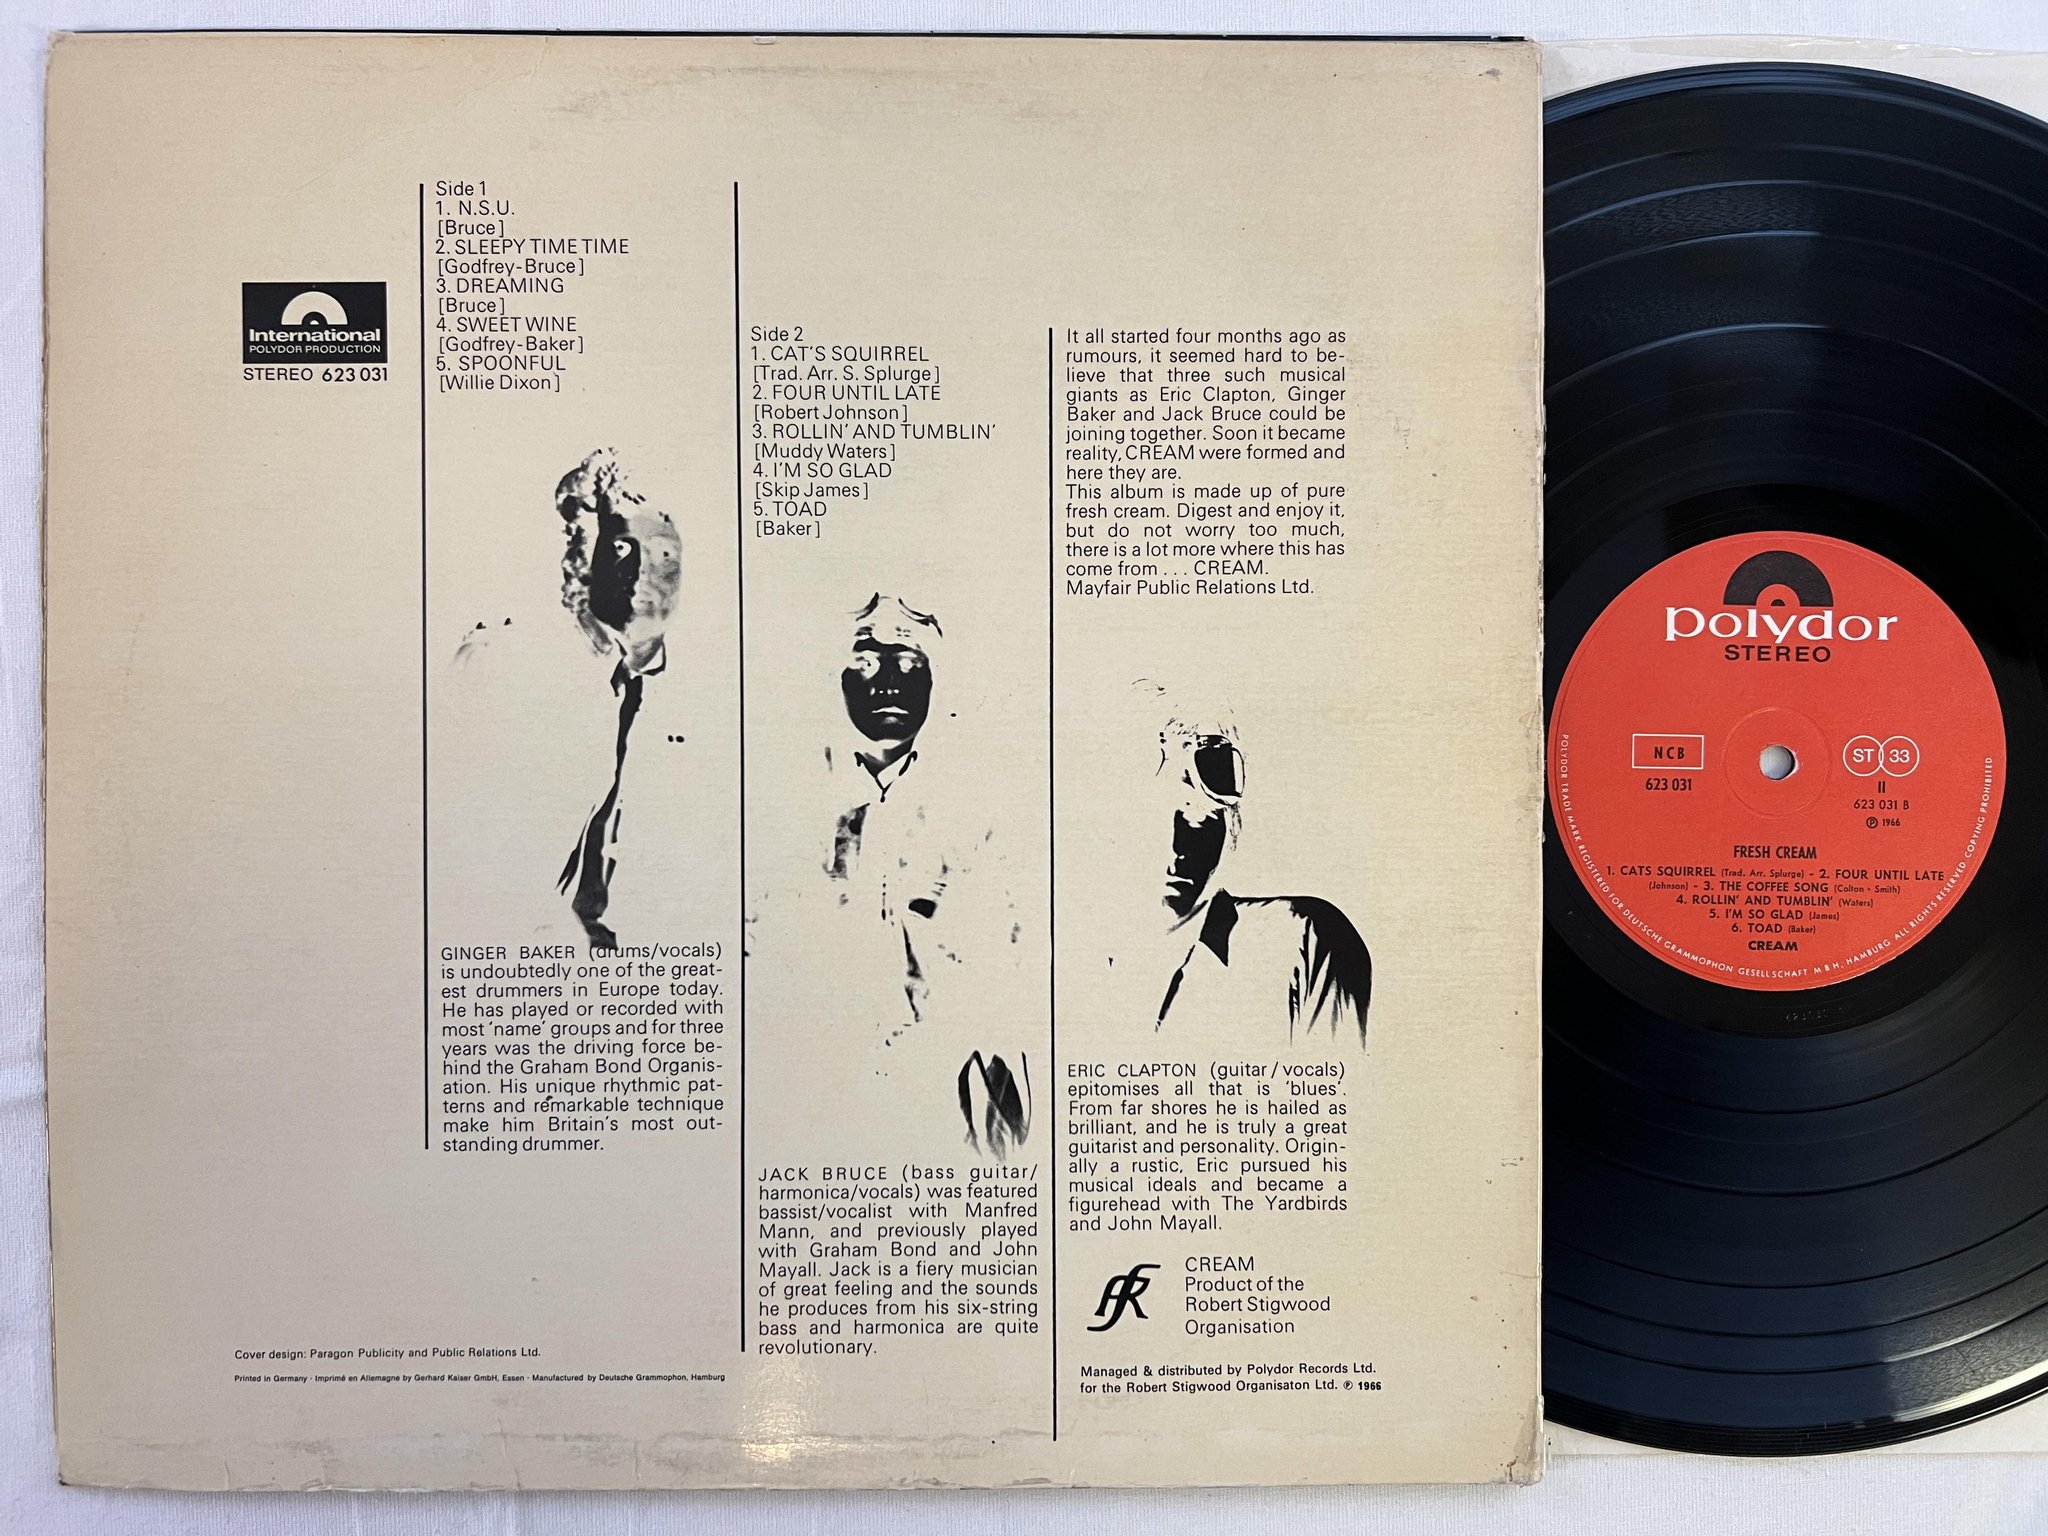 International
POLYDOR PRODUCTION
STEREO 623 031
Side 1
1. N.S.U.
[Bruce]
2. SLEEPY TIME TIME
[Godfrey-Bruce]
3. DREAMING
[Bruce]
4. SWEET WINE
[Godfrey-Baker]
5. SPOONFUL
[Willie Dixon]
Side 2
1. CAT'S SQUIRREL
[Trad. Arr. S. Splurge]
2. FOUR UNTIL LATE
[Robert Johnson]
3. ROLLIN' AND TUMBLIN'
[Muddy Waters]
4. I'M SO GLAD
[Skip James]
5. TOAD
[Baker]
It all started four months ago as
rumours, it seemed hard to be-
lieve that three such musical
giants as Eric Clapton, Ginger
Baker and Jack Bruce could be
joining together. Soon it became
reality, CREAM were formed and
here they are.
This album is made up of pure
fresh cream. Digest and enjoy it,
but do not worry too much,
there is a lot more where this has
come from . . . CREAM.
Mayfair Public Relations Ltd.
GINGER BAKER (drums/vocals)
is undoubtedly one of the great-
est drummers in Europe today.
He has played or recorded with
most 'name' groups and for three
years was the driving force be-
hind the Graham Bond Organis-
ation. His unique rhythmic pat-
terns and remarkable technique
make him Britain's most out-
standing drummer.
JACK BRUCE (bass guitar/
harmonica/vocals) was featured
bassist/vocalist with Manfred
Mann, and previously played
with Graham Bond and John
Mayall. Jack is a fiery musician
of great feeling and the sounds
he produces from his six-string
bass and harmonica are quite
revolutionary.
ERIC CLAPTON (guitar/vocals)
epitomises all that is 'blues'.
From far shores he is hailed as
brilliant, and he is truly a great
guitarist and personality. Origin-
ally a rustic, Eric pursued his
musical ideals and became a
figurehead with The Yardbirds
and John Mayall.
CREAM
Product of the
Robert Stigwood
Organisation
Managed & distributed by Polydor Records Ltd.
for the Robert Stigwood Organisaton Ltd. ℗ 1966
Cover design: Paragon Publicity and Public Relations Ltd.
Printed in Germany · Imprimé en Allemagne by Gerhard Kaiser GmbH, Essen · Manufactured by Deutsche Grammophon, Hamburg
polydor
STEREO
NCB
623 031
ST 33
II
623 031 B
℗ 1966
FRESH CREAM
1. CATS SQUIRREL (Trad. Arr. Splurge) - 2. FOUR UNTIL LATE
(Johnson) - 3. THE COFFEE SONG (Colton - Smith)
4. ROLLIN' AND TUMBLIN' (Waters)
5. I'M SO GLAD (James)
6. TOAD (Baker)
CREAM
POLYDOR TRADE MARK REGISTERED FOR DEUTSCHE GRAMMOPHON GESELLSCHAFT MBH, HAMBURG. ALL RIGHTS RESERVED. COPYING PROHIBITED